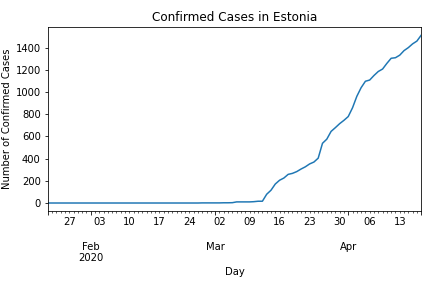 Confirmed Cases in Estonia
Number of Confirmed Cases
1400
1200
1000
800
600
400
200
0
27 03 10 17 24 02 09 16 23 30 06 13
Feb Mar Apr
2020
Day